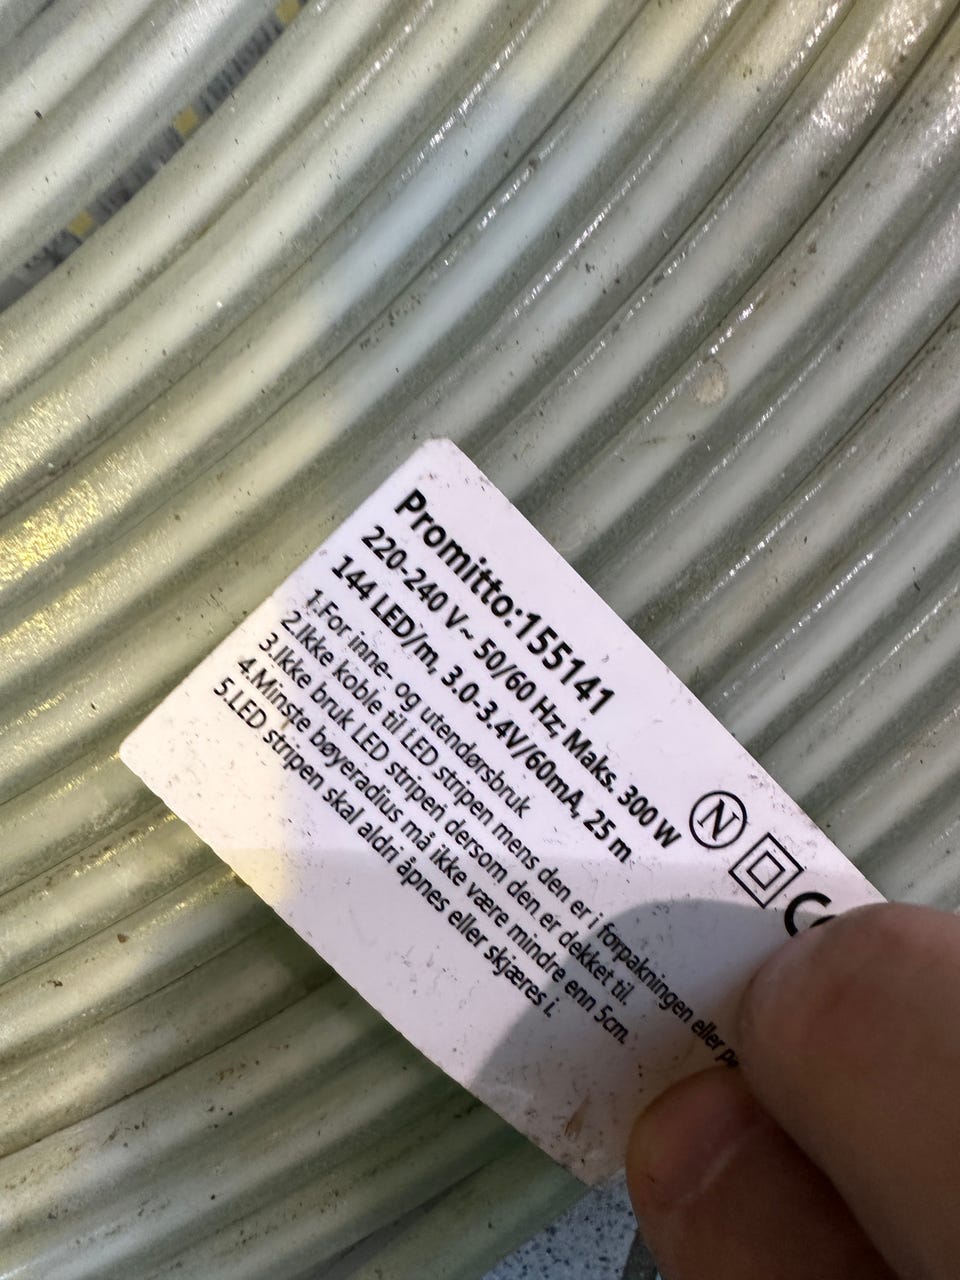 Promitto:155141
220-240 V~ 50/60 Hz, Maks. 300 W
144 LED/m, 3.0-3.4V/60mA, 25 m
1.For inne- og utendørsbruk
2.Ikke koble til LED stripen mens den er i forpakningen eller
3.Ikke bruk LED stripen dersom den er dekket til.
4.Minste bøyeradius må ikke være mindre enn 5cm.
5.LED stripen skal aldri åpnes eller skjæres i.
N